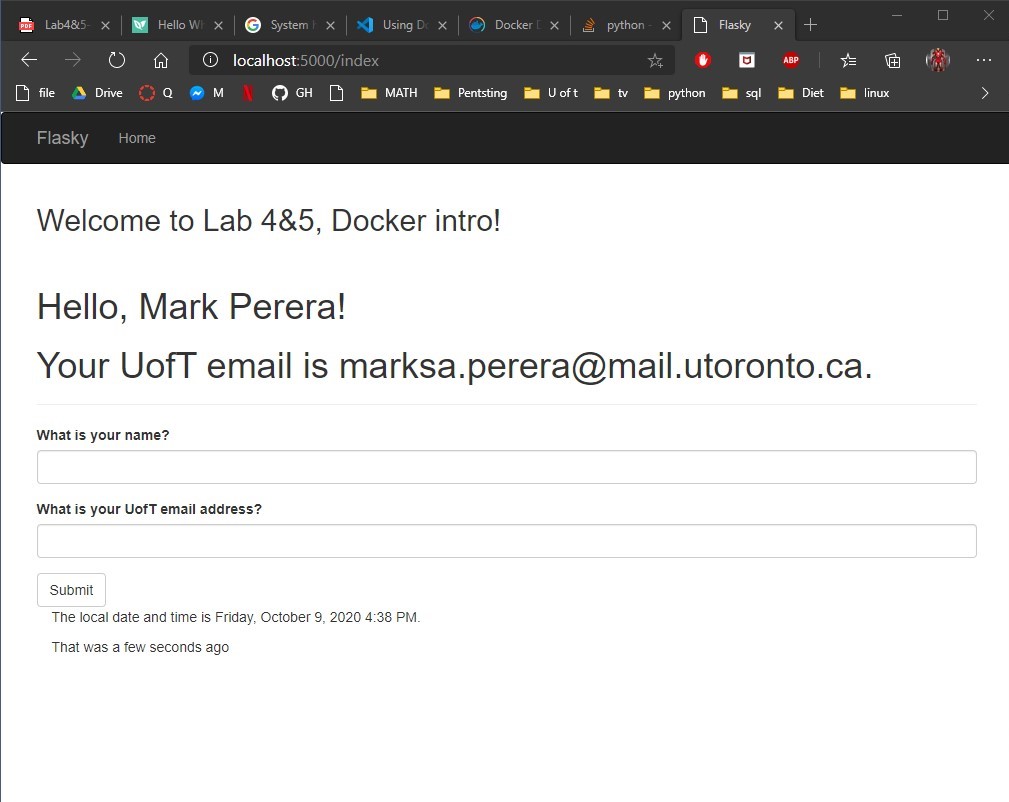 Lab4&5-
Hello Wh
System h
Using Do
Docker D
python -
Flasky
localhost:5000/index
ABP
file
Drive
Q
M
GH
MATH
Pentsting
U of t
tv
python
sql
Diet
linux
Flasky
Home
Welcome to Lab 4&5, Docker intro!
Hello, Mark Perera!
Your UofT email is marksa.perera@mail.utoronto.ca.
What is your name?
What is your UofT email address?
Submit
The local date and time is Friday, October 9, 2020 4:38 PM.
That was a few seconds ago